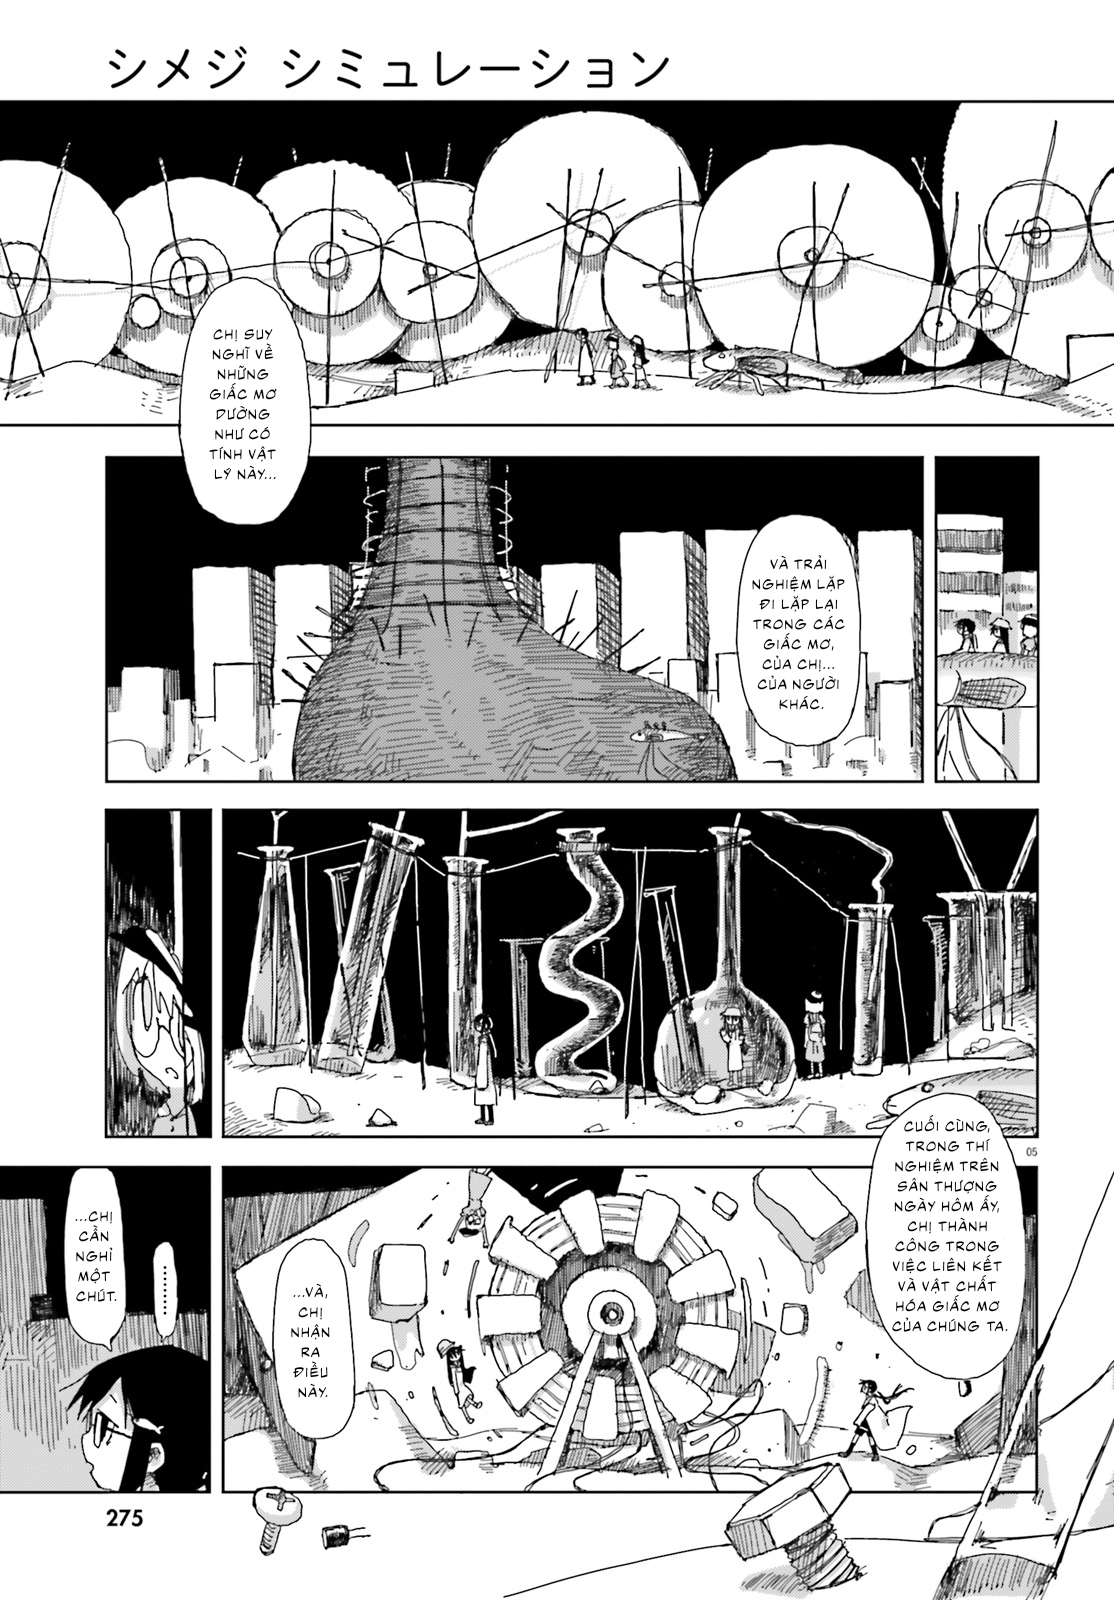 シメジ シミュレーション
CHỊ SUY
NGHĨ VỀ
NHỮNG
GIẤC MƠ
DƯỜNG
NHƯ CÓ
TÍNH VẬT
LÝ NÀY...
VÀ TRẢI
NGHIỆM LẶP
ĐI LẶP LẠI
TRONG CÁC
GIẤC MƠ,
CỦA CHỊ...
CỦA NGƯỜI
KHÁC.
05
CUỐI CÙNG,
TRONG THÍ
NGHIỆM TRÊN
SÂN THƯỢNG
NGÀY HÔM ẤY,
CHỊ THÀNH
CÔNG TRONG
VIỆC LIÊN KẾT
VÀ VẬT CHẤT
HÓA GIẤC MƠ
CỦA CHÚNG TA.
...VÀ,
CHỊ
NHẬN
RA
ĐIỀU
NÀY.
...CHỊ
CẦN
NGHỈ
MỘT
CHÚT.
.........
275